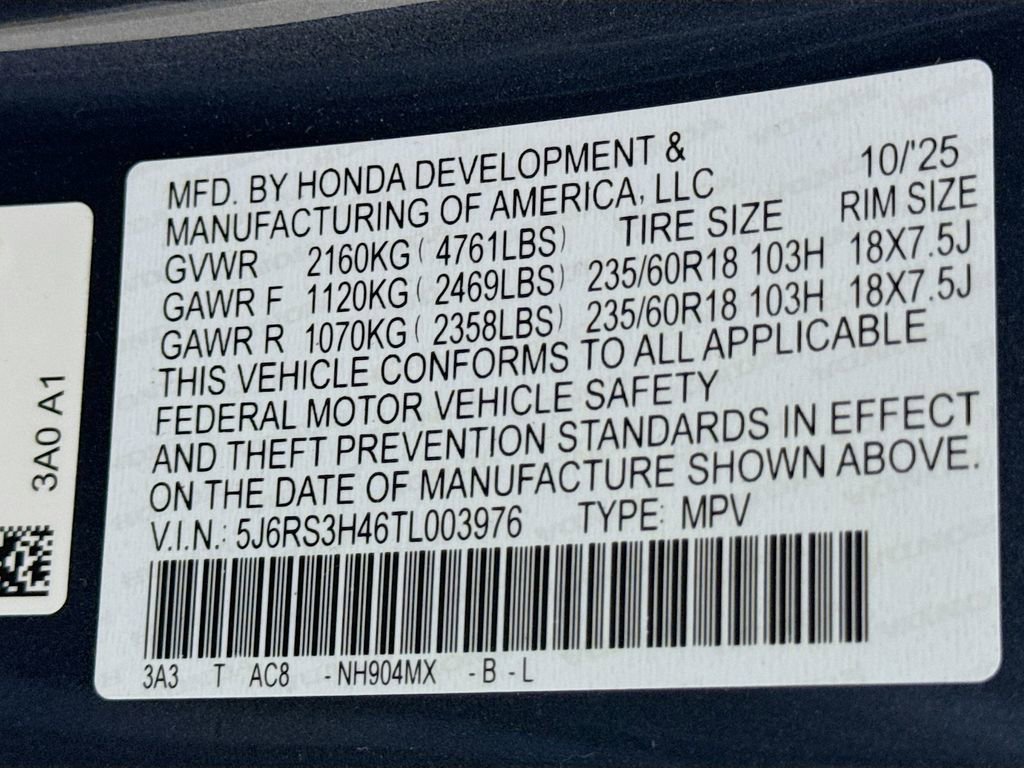 MFD. BY HONDA DEVELOPMENT & 10/'25
MANUFACTURING OF AMERICA, LLC
TIRE SIZE RIM SIZE
GVWR 2160KG ( 4761LBS)
GAWR F 1120KG ( 2469LBS) 235/60R18 103H 18X7.5J
GAWR R 1070KG ( 2358LBS) 235/60R18 103H 18X7.5J
THIS VEHICLE CONFORMS TO ALL APPLICABLE
FEDERAL MOTOR VEHICLE SAFETY
AND THEFT PREVENTION STANDARDS IN EFFECT
ON THE DATE OF MANUFACTURE SHOWN ABOVE.
V.I.N.: 5J6RS3H46TL003976 TYPE: MPV
3A3 T AC8 -NH904MX -B -L
3A0 A1